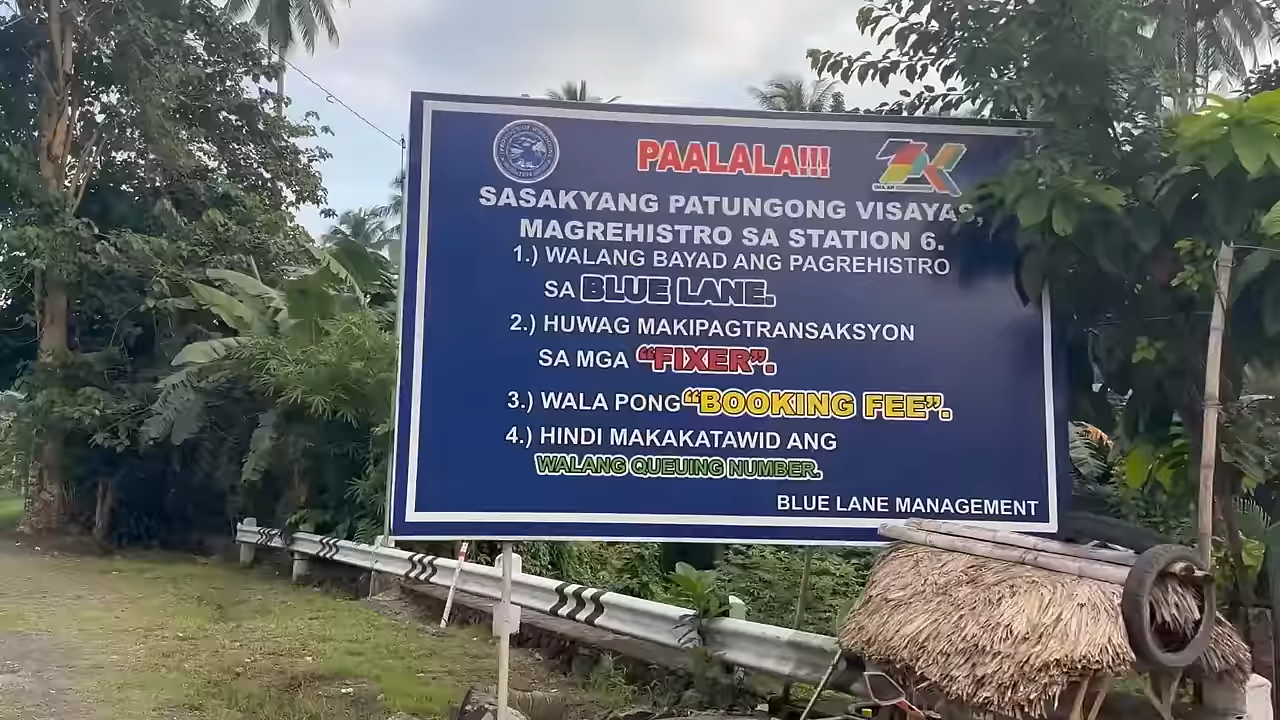 PAALALA!!!
SASAKYANG PATUNGONG VISAYAS,
MAGREHISTRO SA STATION 6.
1.) WALANG BAYAD ANG PAGREHISTRO
SA BLUE LANE.
2.) HUWAG MAKIPAGTRANSAKSYON
SA MGA “FIXER”.
3.) WALA PONG “BOOKING FEE”.
4.) HINDI MAKAKATAWID ANG
WALANG QUEUING NUMBER.
BLUE LANE MANAGEMENT